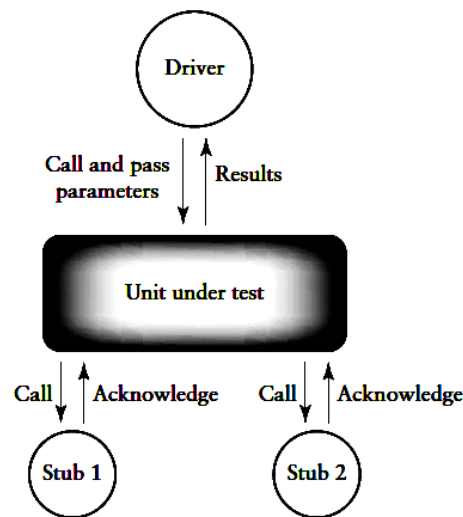 Driver
Call and pass
parameters
Results
Unit under test
Call
Acknowledge
Call
Acknowledge
Stub 1
Stub 2